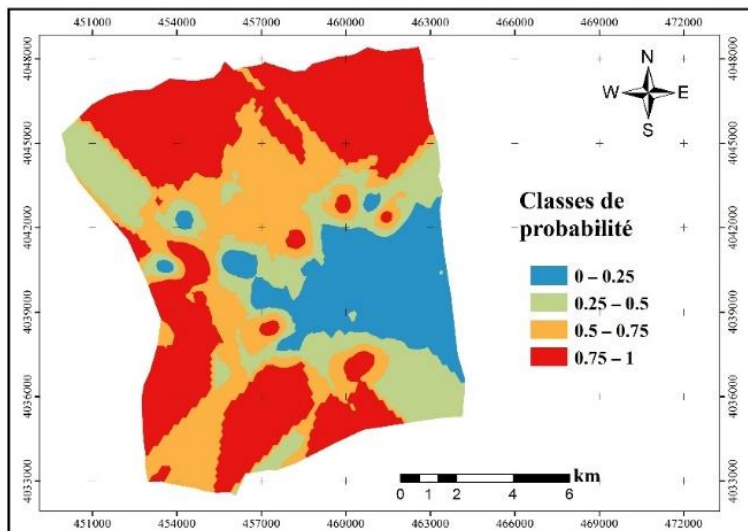 451000 454000 457000 460000 463000 466000 469000 472000
4048000 4048000
N
W E
S
4045000 4045000
Classes de
probabilité
4042000 4042000
0 – 0.25
0.25 – 0.5
4039000 4039000
0.5 – 0.75
0.75 – 1
4036000 4036000
km
4033000 4033000
0 1 2 4 6
451000 454000 457000 460000 463000 466000 469000 472000